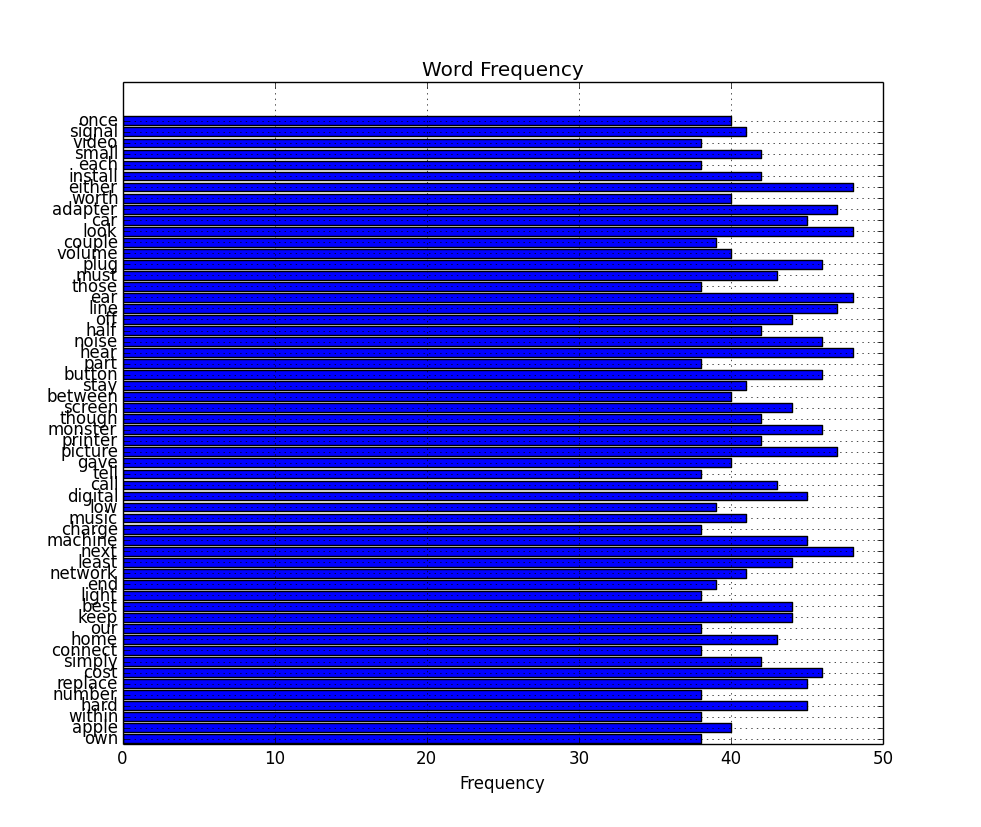 Word Frequency
once
signal
video
small
each
install
either
worth
adapter
car
look
couple
volume
plug
must
those
ear
line
off
half
noise
hear
part
button
stay
between
screen
though
monster
printer
picture
gave
tell
call
digital
low
music
charge
machine
next
least
network
end
light
best
keep
our
home
connect
simply
cost
replace
number
hard
within
apple
own
0 10 20 30 40 50
Frequency